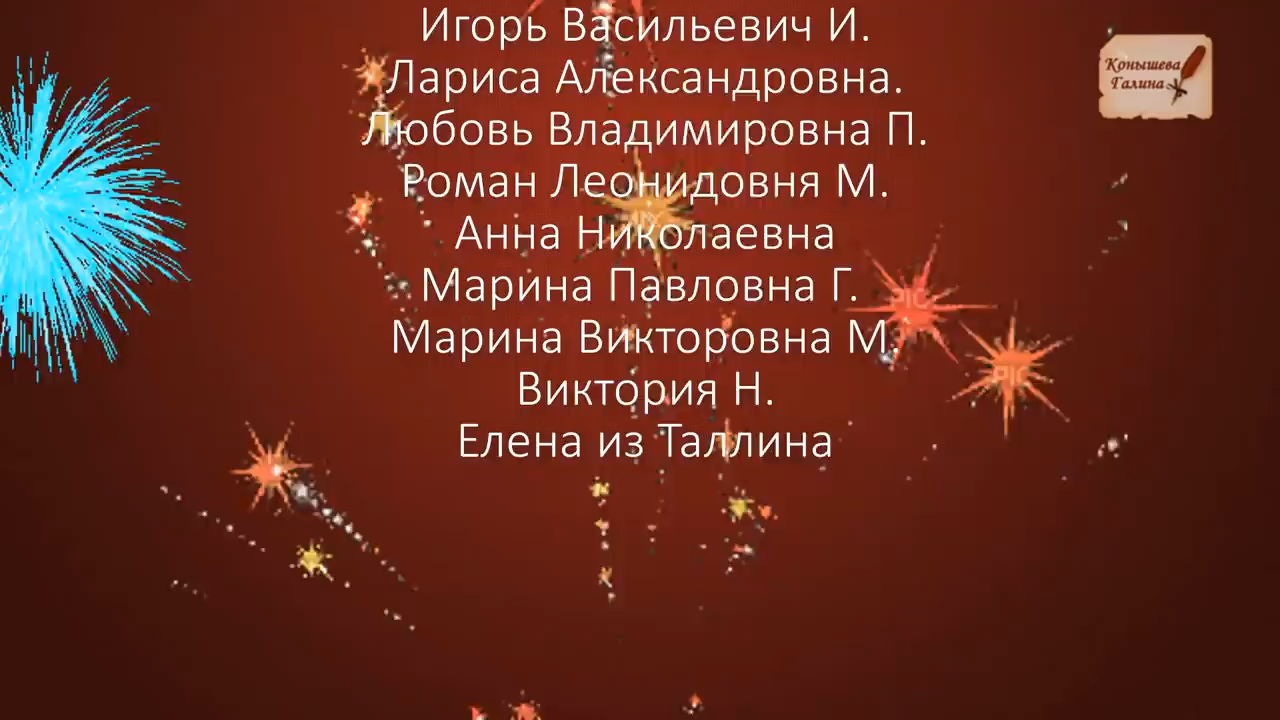 Игорь Васильевич И.
Лариса Александровна.
Любовь Владимировна П.
Роман Леонидовня М.
Анна Николаевна
Марина Павловна Г.
Марина Викторовна М.
Виктория Н.
Елена из Таллина
Конышева
Галина